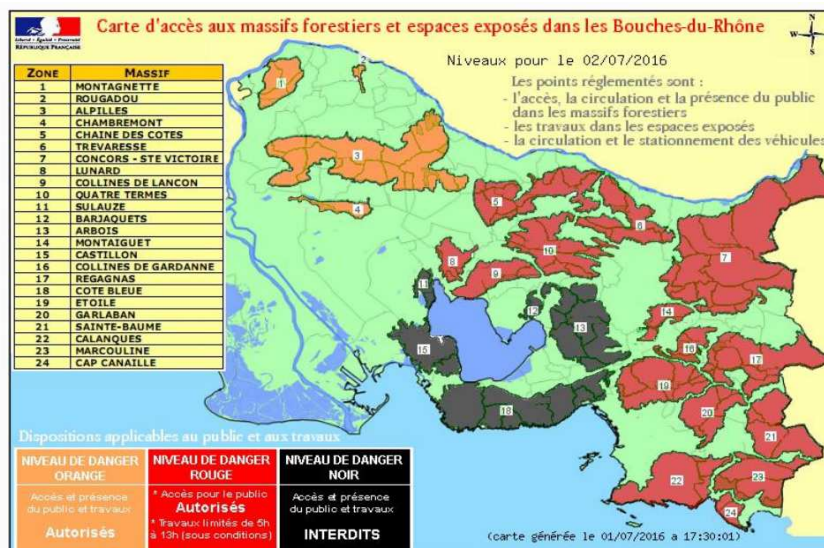 Liberté • Égalité • Fraternité
RÉPUBLIQUE FRANÇAISE
Carte d'accès aux massifs forestiers et espaces exposés dans les Bouches-du-Rhône
N
W
E
S
Niveaux pour le 02/07/2016
Les points réglementés sont :
- l'accès, la circulation et la présence du public
dans les massifs forestiers
- les travaux dans les espaces exposés
- la circulation et le stationnement des véhicules
ZONE MASSIF
1 MONTAGNETTE
2 ROUGADOU
3 ALPILLES
4 CHAMBREMONT
5 CHAINE DES COTES
6 TREVARESSE
7 CONCORS - STE VICTOIRE
8 LUNARD
9 COLLINES DE LANCON
10 QUATRE TERMES
11 SULAUZE
12 BARJAQUETS
13 ARBOIS
14 MONTAIGUET
15 CASTILLON
16 COLLINES DE GARDANNE
17 REGAGNAS
18 COTE BLEUE
19 ETOILE
20 GARLABAN
21 SAINTE-BAUME
22 CALANQUES
23 MARCOULINE
24 CAP CANAILLE
1
2
3
4
5
6
7
8
9
10
11
12
13
14
15
16
17
18
19
20
21
22
23
24
Dispositions applicables au public et aux travaux
NIVEAU DE DANGER
ORANGE
Accès et présence
du public et travaux
Autorisés
NIVEAU DE DANGER
ROUGE
* Accès pour le public
Autorisés
* Travaux limités de 5h
à 13h (sous conditions)
NIVEAU DE DANGER
NOIR
Accès et présence
du public et travaux
INTERDITS
(carte générée le 01/07/2016 a 17:30:01)